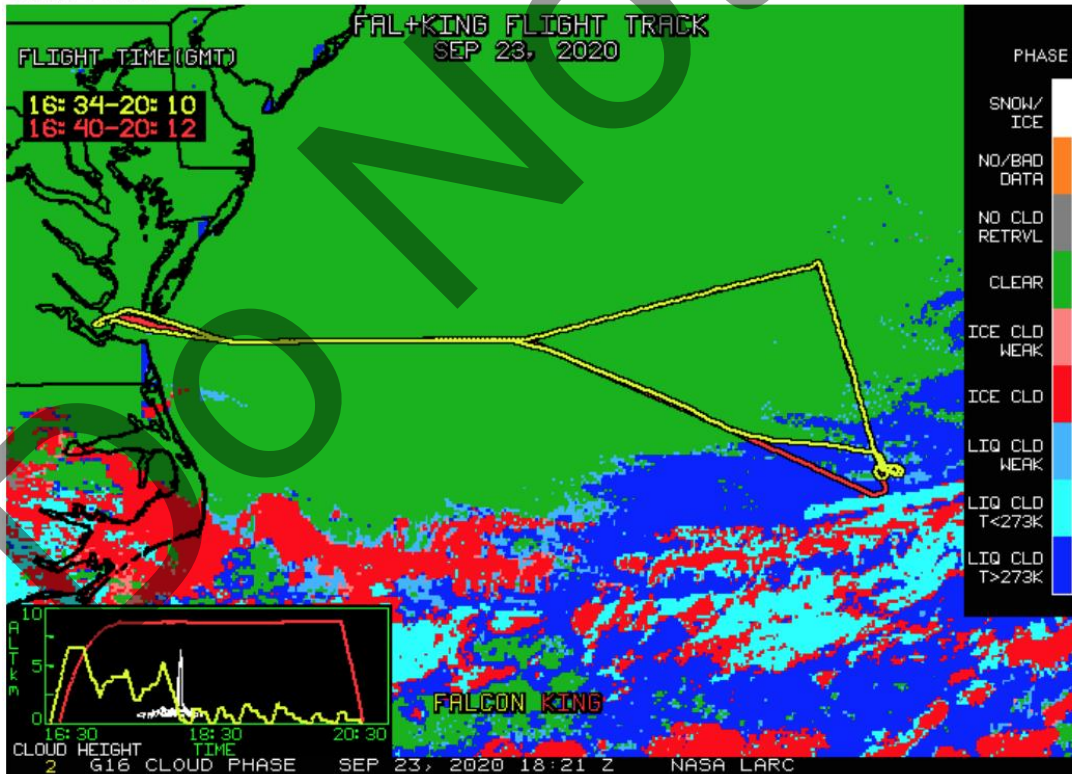 FAL+KING FLIGHT TRACK
SEP 23, 2020
FLIGHT TIME(GMT)
16:34-20:10
16:40-20:12
PHASE
SNOW/
ICE
NO/BAD
DATA
NO CLD
RETRVL
CLEAR
ICE CLD
WEAK
ICE CLD
LIQ CLD
WEAK
LIQ CLD
T<273K
LIQ CLD
T>273K
10
5
0
ALT km
16:30 18:30 20:30
TIME
CLOUD HEIGHT
FALCON KING
2 G16 CLOUD PHASE SEP 23, 2020 18:21 Z NASA LARC